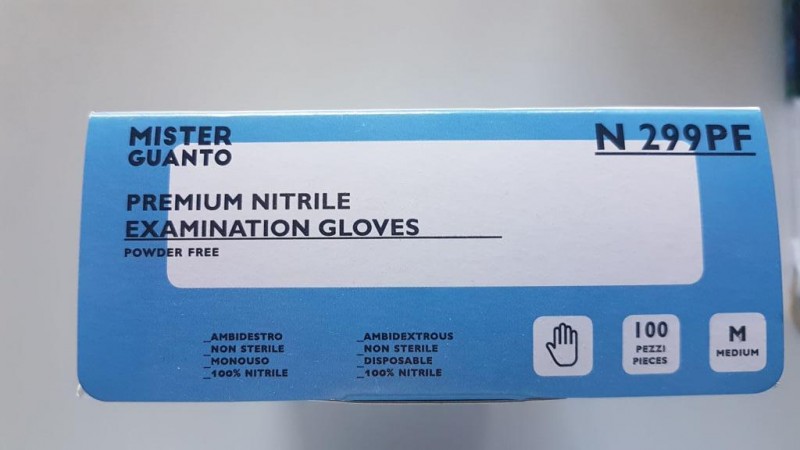 MISTER
GUANTO
N 299PF
PREMIUM NITRILE
EXAMINATION GLOVES
POWDER FREE
_AMBIDESTRO
_NON STERILE
_MONOUSO
_100% NITRILE
_AMBIDEXTROUS
_NON STERILE
_DISPOSABLE
_100% NITRILE
100
PEZZI
PIECES
M
MEDIUM